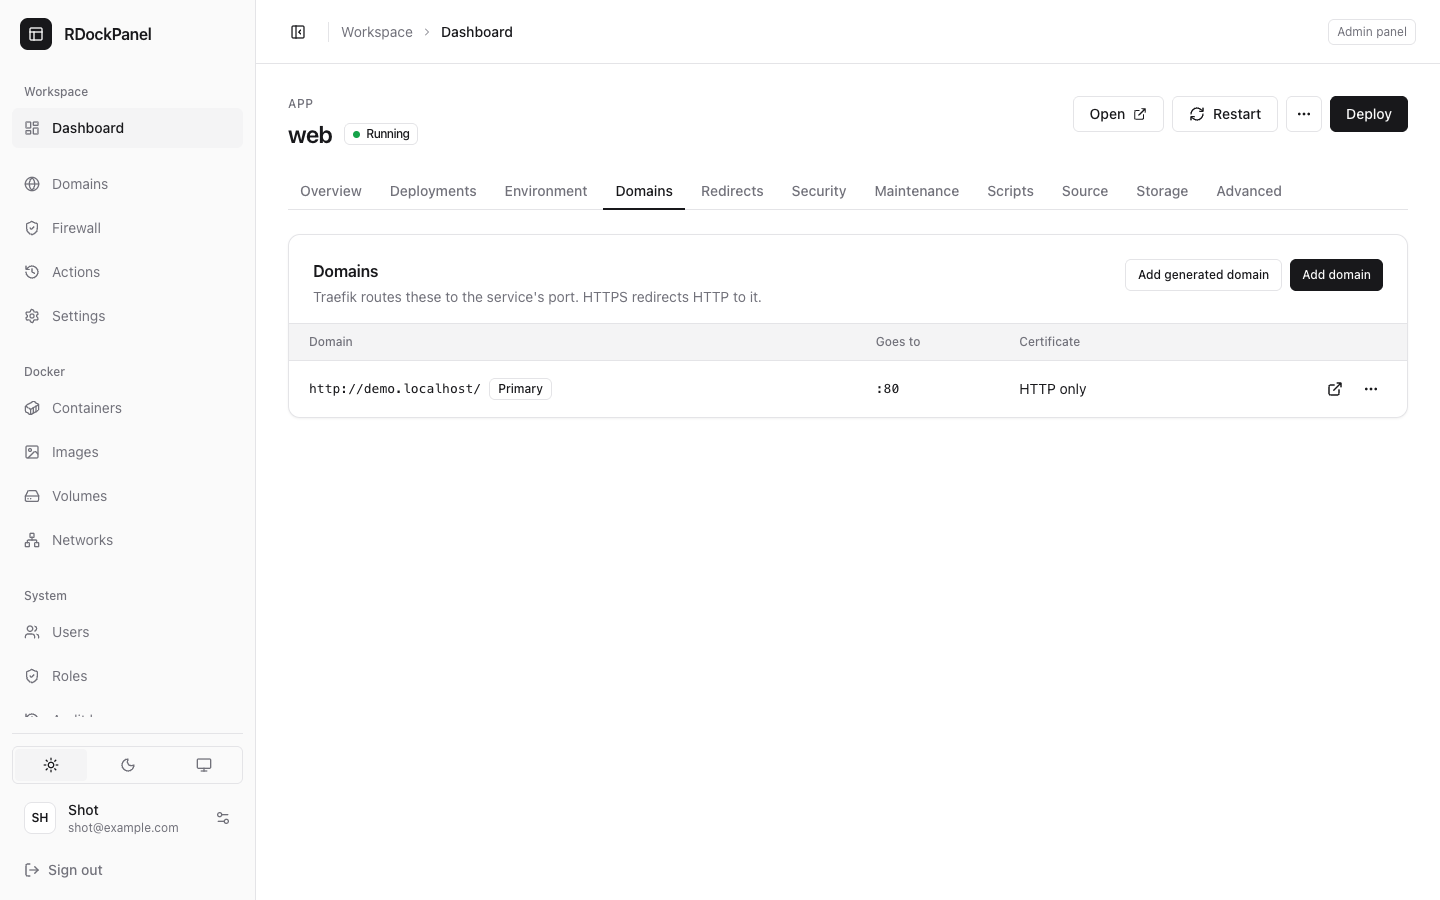 RDockPanel
Workspace
Dashboard
Domains
Firewall
Actions
Settings
Docker
Containers
Images
Volumes
Networks
System
Users
Roles
SH
Shot
shot@example.com
Sign out
Workspace > Dashboard
Admin panel
APP
web Running
Open Restart ... Deploy
Overview Deployments Environment Domains Redirects Security Maintenance Scripts Source Storage Advanced
Domains
Traefik routes these to the service's port. HTTPS redirects HTTP to it.
Add generated domain Add domain
Domain Goes to Certificate
http://demo.localhost/ Primary :80 HTTP only